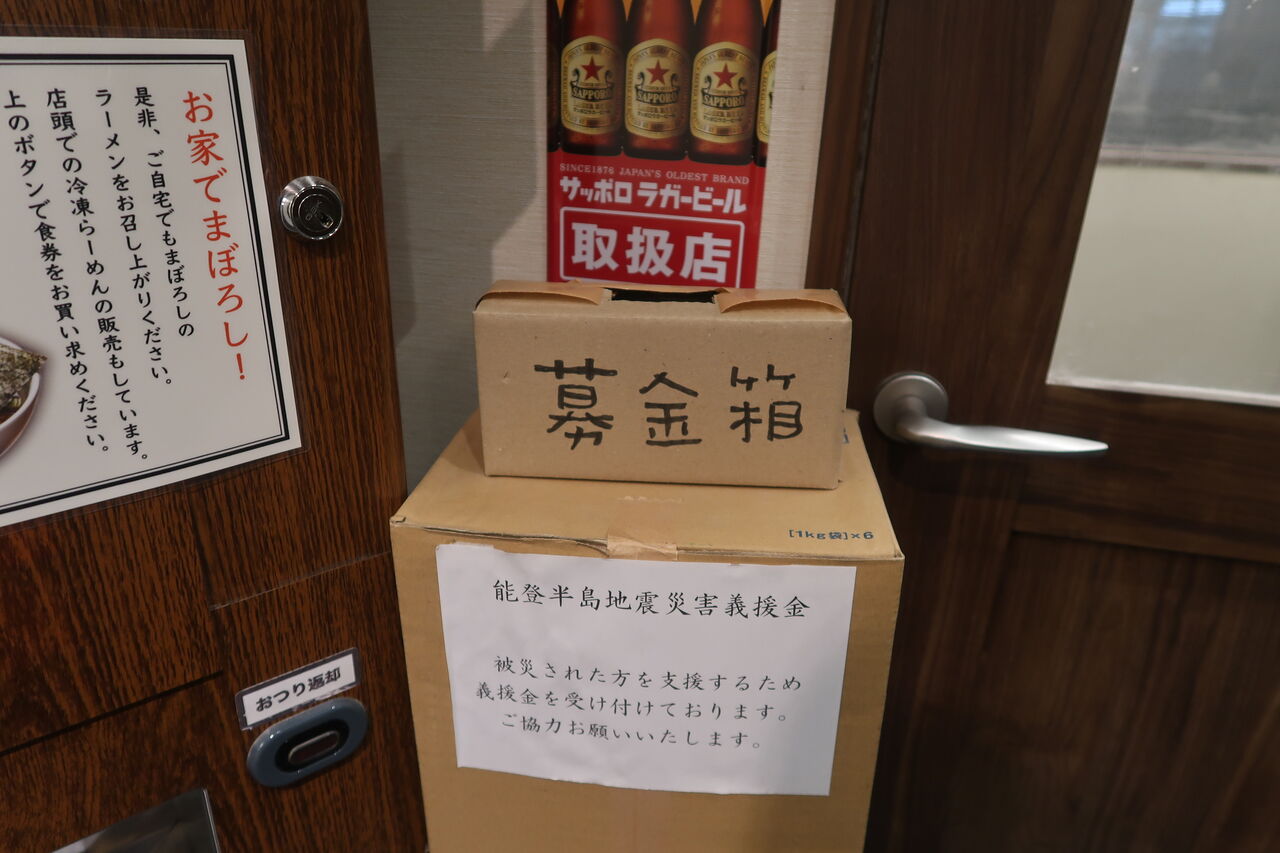 お家でまぼろし!
是非、ご自宅でもまぼろしの
ラーメンをお召し上がりください。
店頭での冷凍らーめんの販売もしています。
上のボタンで食券をお買い求めください。
おつり返却
SAPPORO
SAPPORO
SAPPORO
SINCE1876 JAPAN'S OLDEST BRAND
サッポロ ラガービール
取扱店
募金箱
[1kg袋]×6
能登半島地震災害義援金
被災された方を支援するため
義援金を受け付けております。
ご協力お願いいたします。